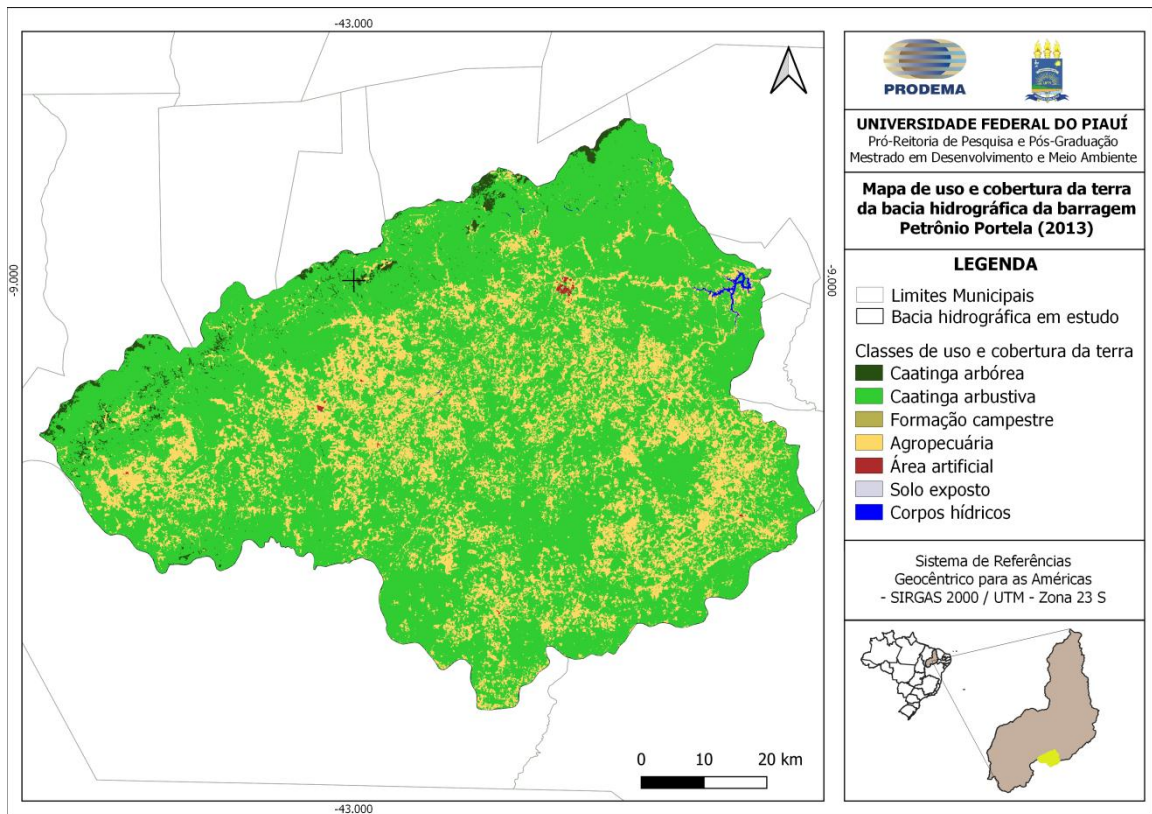 -43.000
-9.000
-9.000
0 10 20 km
-43.000
PRODEMA
UNIVERSIDADE FEDERAL DO PIAUÍ
Pró-Reitoria de Pesquisa e Pós-Graduação
Mestrado em Desenvolvimento e Meio Ambiente
Mapa de uso e cobertura da terra
da bacia hidrográfica da barragem
Petrônio Portela (2013)
LEGENDA
Limites Municipais
Bacia hidrográfica em estudo
Classes de uso e cobertura da terra
Caatinga arbórea
Caatinga arbustiva
Formação campestre
Agropecuária
Área artificial
Solo exposto
Corpos hídricos
Sistema de Referências
Geocêntrico para as Américas
- SIRGAS 2000 / UTM - Zona 23 S